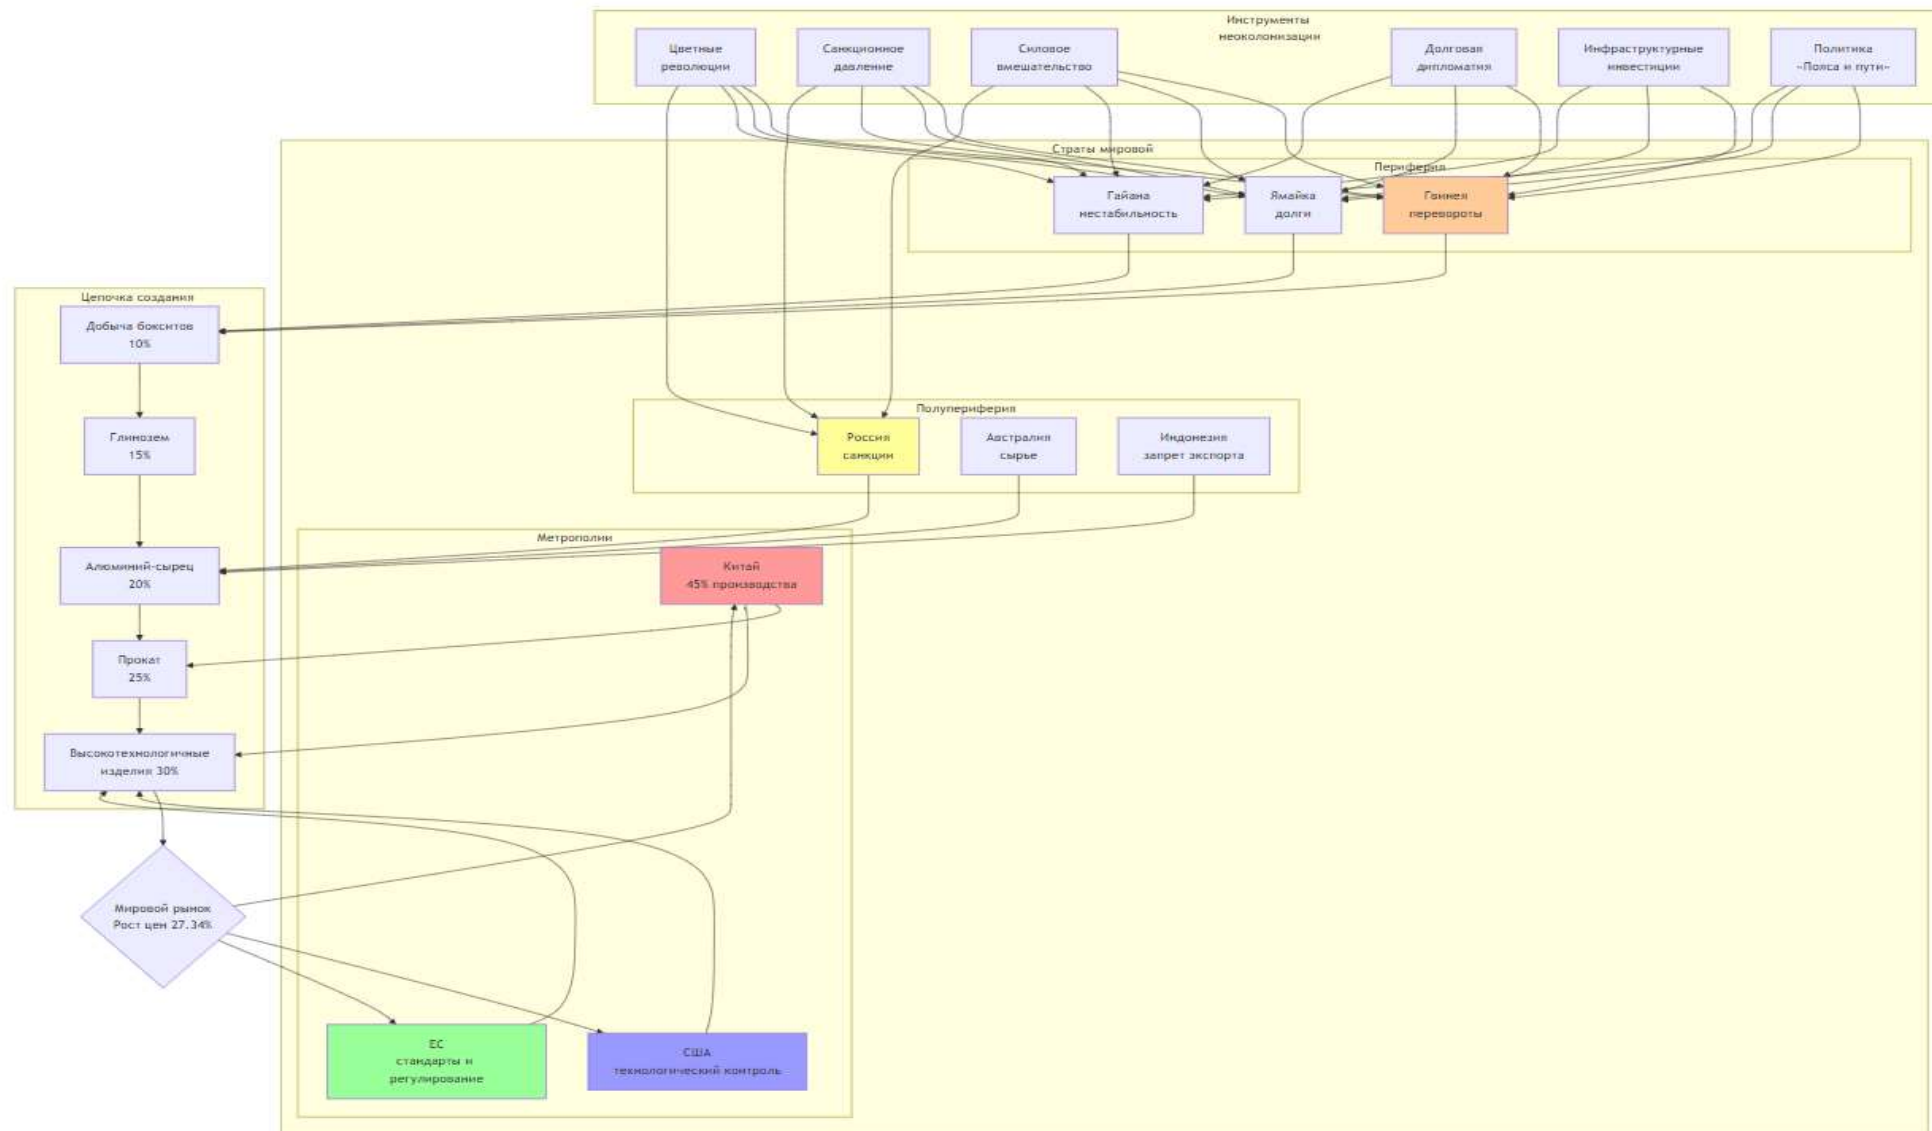 Инструменты
неоколонизации
Цветные
революции
Санкционное
давление
Силовое
вмешательство
Долговая
дипломатия
Инфраструктурные
инвестиции
Политика
«Пояса и пути»
Страты мировой
Периферия
Гайана
нестабильность
Ямайка
долги
Гвинея
перевороты
Цепочка создания
Добыча бокситов
10%
Глинозем
15%
Алюминий-сырец
20%
Прокат
25%
Высокотехнологичные
изделия 30%
Полупериферия
Россия
санкции
Австралия
сырье
Индонезия
запрет экспорта
Метрополии
Китай
45% производства
Мировой рынок
Рост цен 27.34%
ЕС
стандарты и
регулирование
США
технологический контроль